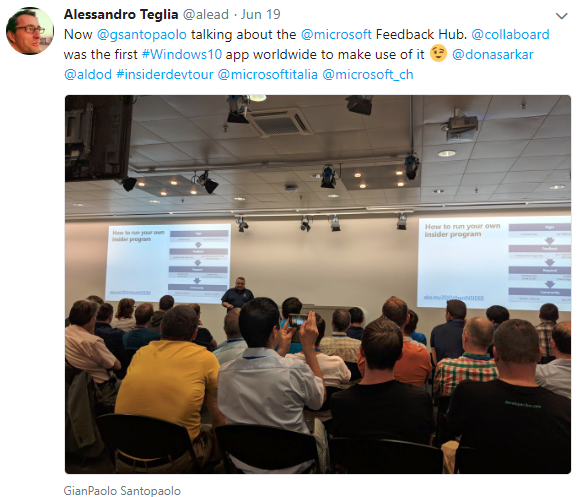 Alessandro Teglia @alead · Jun 19
Now @gsantopaolo talking about the @microsoft Feedback Hub. @collaboard
was the first #Windows10 app worldwide to make use of it 😉 @donasarkar
@aldod #insiderdevtour @microsoftitalia @microsoft_ch
How to run your own
insider program
How to run your own
insider program
GianPaolo Santopaolo